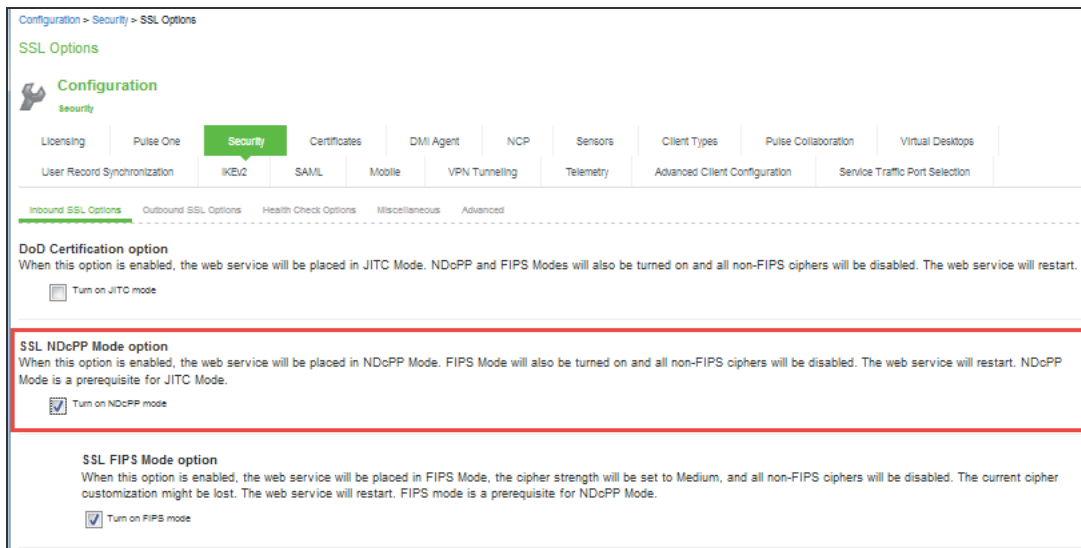 Configuration > Security > SSL Options
SSL Options
Configuration
Security
Licensing Pulse One Security Certificates DMI Agent NCP Sensors Client Types Pulse Collaboration Virtual Desktops
User Record Synchronization IKEv2 SAML Mobile VPN Tunneling Telemetry Advanced Client Configuration Service Traffic Port Selection
Inbound SSL Options Outbound SSL Options Health Check Options Miscellaneous Advanced
DoD Certification option
When this option is enabled, the web service will be placed in JITC Mode. NDcPP and FIPS Modes will also be turned on and all non-FIPS ciphers will be disabled. The web service will restart.
Turn on JITC mode
SSL NDcPP Mode option
When this option is enabled, the web service will be placed in NDcPP Mode. FIPS Mode will also be turned on and all non-FIPS ciphers will be disabled. The web service will restart. NDcPP
Mode is a prerequisite for JITC Mode.
Turn on NDcPP mode
SSL FIPS Mode option
When this option is enabled, the web service will be placed in FIPS Mode, the cipher strength will be set to Medium, and all non-FIPS ciphers will be disabled. The current cipher
customization might be lost. The web service will restart. FIPS mode is a prerequisite for NDcPP Mode.
Turn on FIPS mode